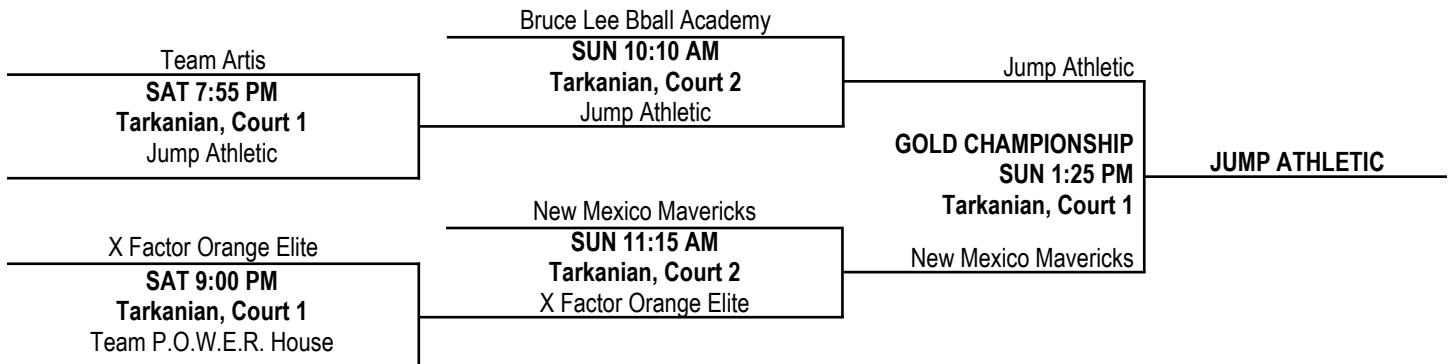 Team Artis
SAT 7:55 PM
Tarkanian, Court 1
Jump Athletic
X Factor Orange Elite
SAT 9:00 PM
Tarkanian, Court 1
Team P.O.W.E.R. House
Bruce Lee Bball Academy
SUN 10:10 AM
Tarkanian, Court 2
Jump Athletic
New Mexico Mavericks
SUN 11:15 AM
Tarkanian, Court 2
X Factor Orange Elite
Jump Athletic
GOLD CHAMPIONSHIP
SUN 1:25 PM
Tarkanian, Court 1
New Mexico Mavericks
JUMP ATHLETIC